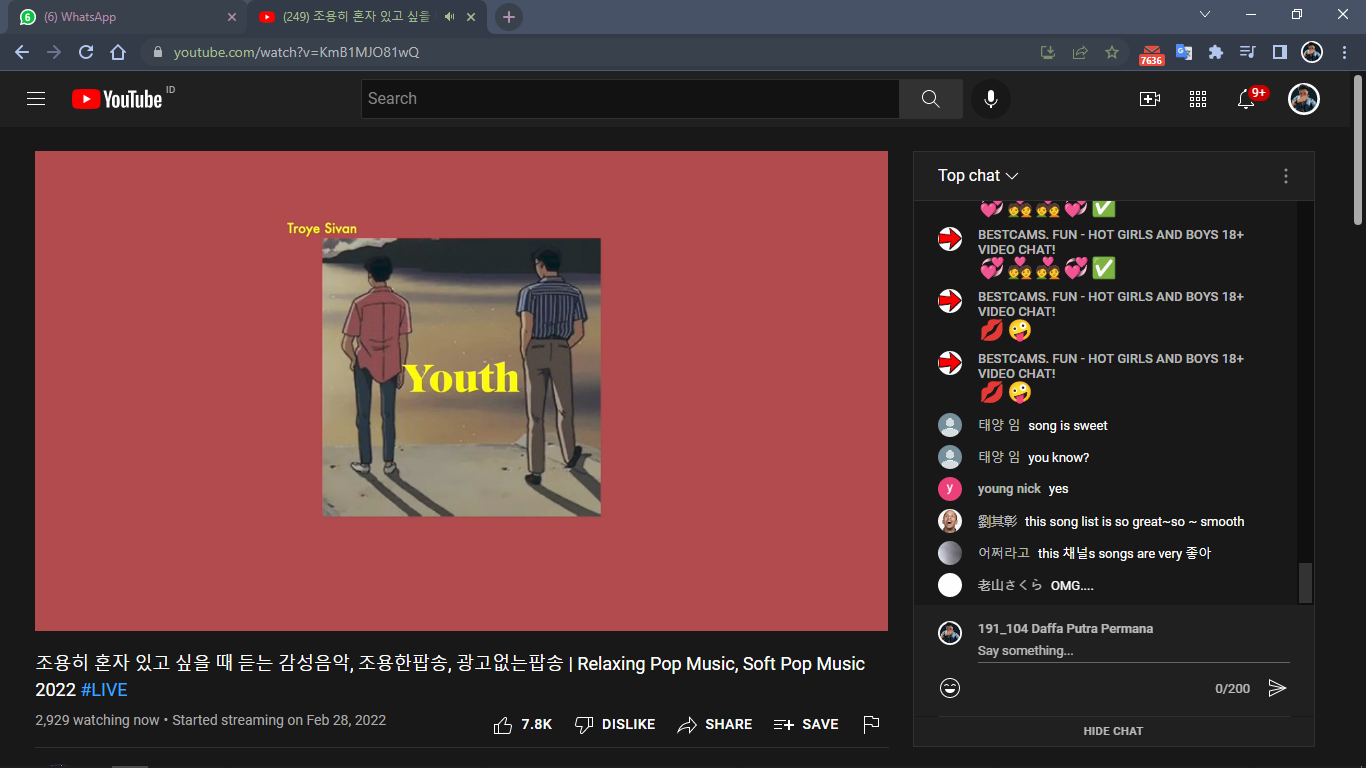 (6) WhatsApp
(249) 조용히 혼자 있고 싶을
youtube.com/watch?v=KmB1MJO81wQ
7636
YouTube ID
Search
9+
Troye Sivan
Youth
조용히 혼자 있고 싶을 때 듣는 감성음악, 조용한팝송, 광고없는팝송 | Relaxing Pop Music, Soft Pop Music
2022 #LIVE
2,929 watching now • Started streaming on Feb 28, 2022
7.8K
DISLIKE
SHARE
SAVE
Top chat
BESTCAMS. FUN - HOT GIRLS AND BOYS 18+
VIDEO CHAT!
💞💑💑💞✅
BESTCAMS. FUN - HOT GIRLS AND BOYS 18+
VIDEO CHAT!
💋🤪
BESTCAMS. FUN - HOT GIRLS AND BOYS 18+
VIDEO CHAT!
💋🤪
태양 임 song is sweet
태양 임 you know?
y
young nick yes
劉其彰 this song list is so great~so ~ smooth
어쩌라고 this 채널s songs are very 좋아
老山さくら OMG....
191_104 Daffa Putra Permana
Say something...
0/200
HIDE CHAT